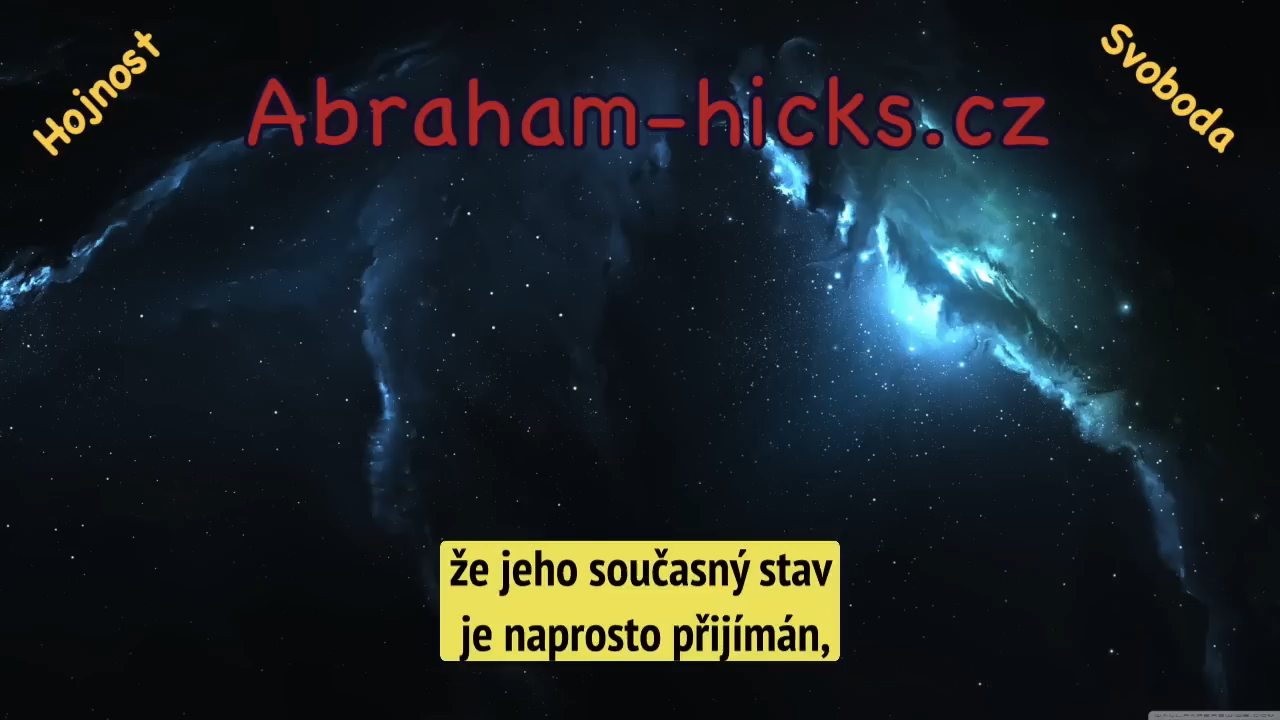 Hojnost
Svoboda
Abraham-hicks.cz
že jeho současný stav
je naprosto přijímán,